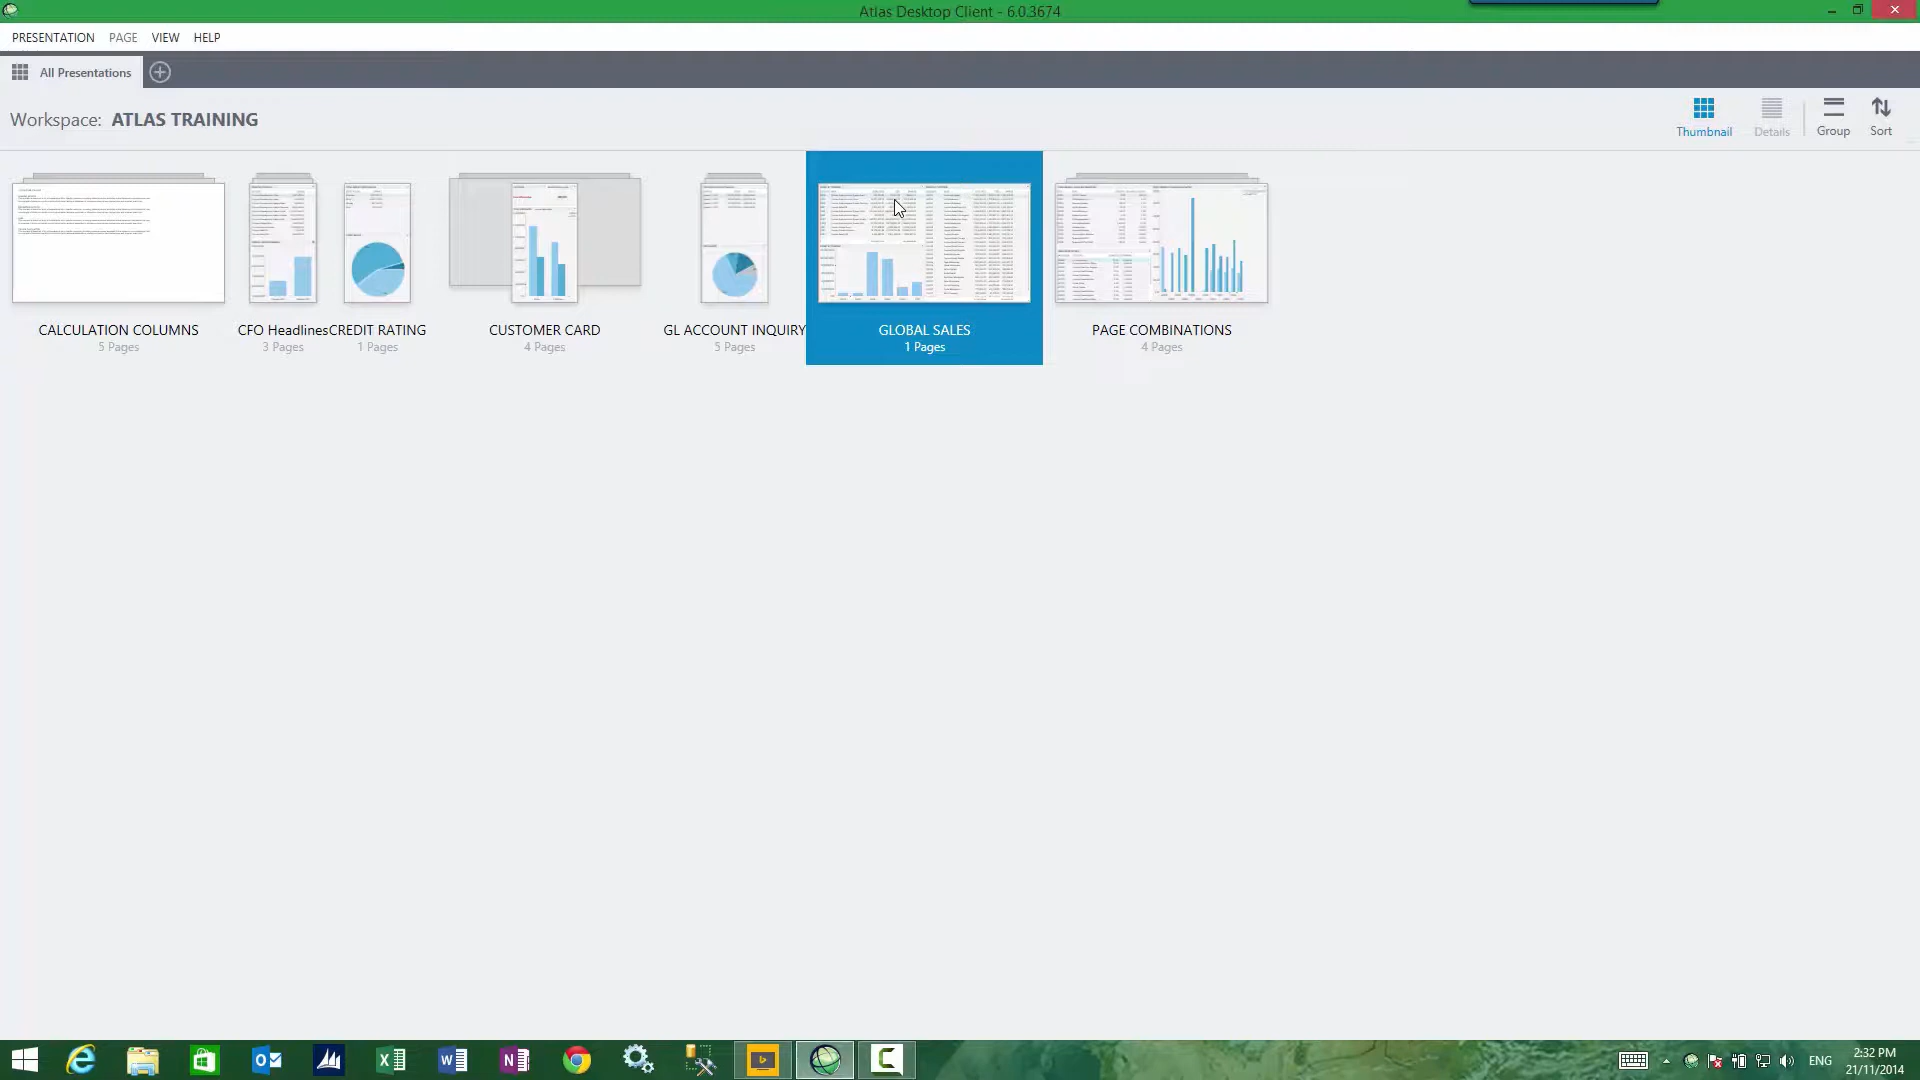 Atlas Desktop Client - 6.0.3674
PRESENTATION PAGE VIEW HELP
All Presentations
Workspace: ATLAS TRAINING
Thumbnail Details Group Sort
CALCULATION COLUMNS
5 Pages
CFO Headlines
3 Pages
CREDIT RATING
1 Pages
CUSTOMER CARD
4 Pages
GL ACCOUNT INQUIRY
5 Pages
GLOBAL SALES
1 Pages
PAGE COMBINATIONS
4 Pages
ENG
2:32 PM
21/11/2014